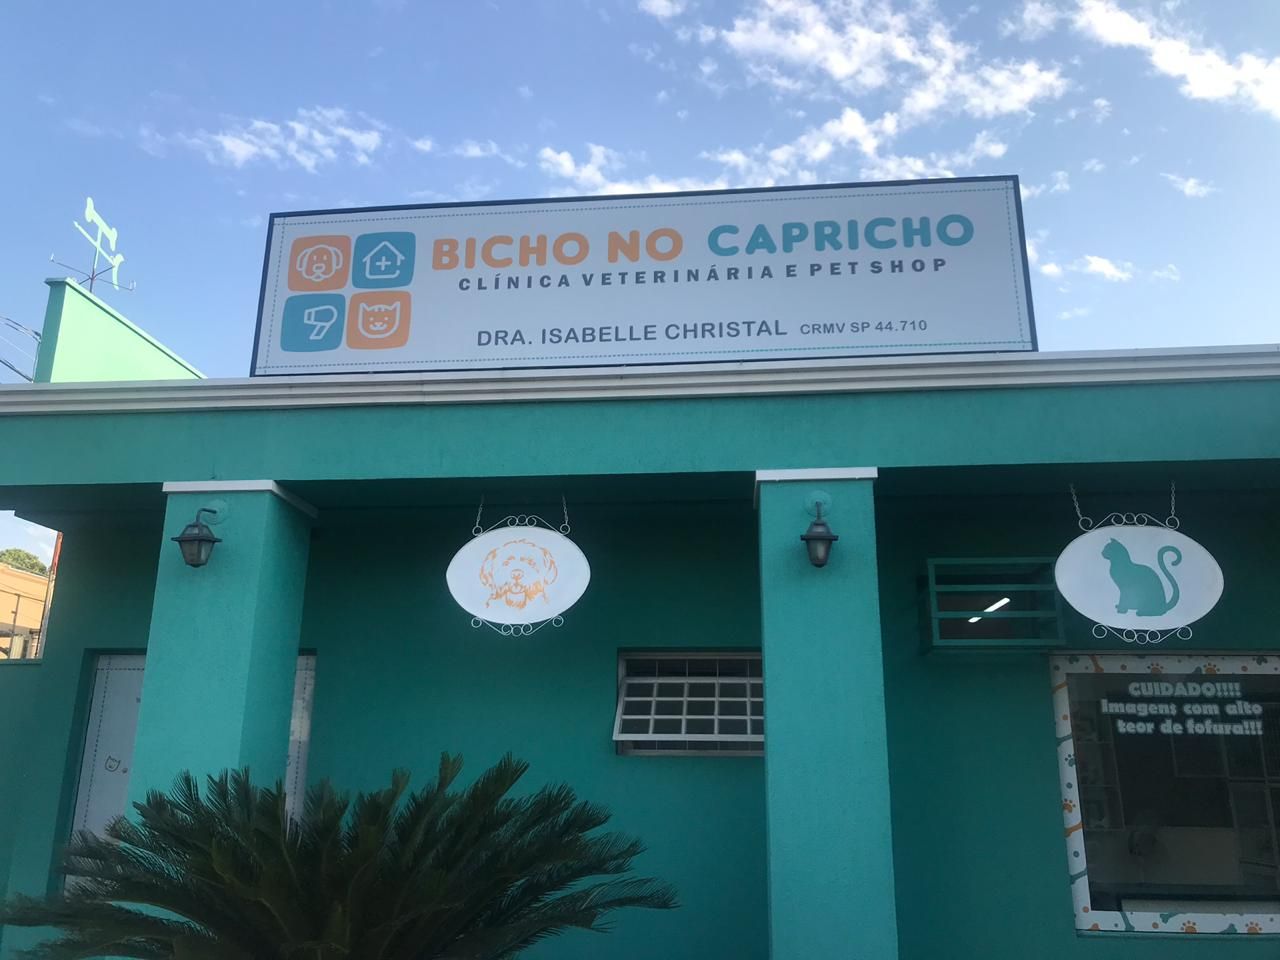 BICHO NO CAPRICHO
CLÍNICA VETERINÁRIA E PET SHOP
DRA. ISABELLE CHRISTAL CRMV SP 44.710
CUIDADO!!!!
Imagens com alto
teor de fofura!!!